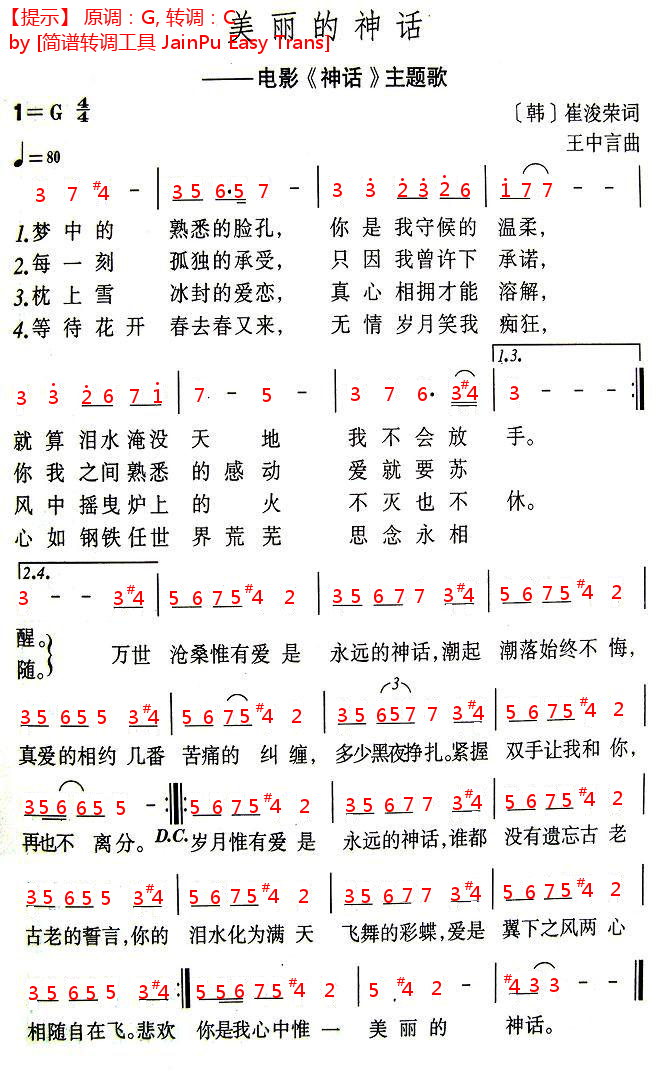 【提示】 原调：G, 转调：C
by [简谱转调工具 JainPu Easy Trans]
美丽的神话
——电影《神话》主题歌
1=G 4/4
〔韩〕崔浚荣词
♩=80
王中言曲
3 7 #4 - | 3 5 6·5 7 - | 3 3̇ 2̇ 3̇ 2̇ 6 | 1̇ 7 7 - |
1.梦中的 熟悉的脸孔， 你是我守候的 温柔，
2.每一刻 孤独的承受， 只因我曾许下 承诺，
3.枕上雪 冰封的爱恋， 真心相拥才能 溶解，
4.等待花开 春去春又来， 无情岁月笑我 痴狂，
1.3.
3 3̇ 2̇ 6 7 1̇ | 7 - 5 - | 3 7 6· 3#4 | 3 - - - :‖
就算泪水淹没 天地 我不会放 手。
你我之间熟悉 的感动 爱就要苏
风中摇曳炉上 的火 不灭也不 休。
心如钢铁任世 界荒芜 思念永相
2.4.
3 - - 3#4 | 5 6 7 5 #4 2 | 3 5 6 7 7 3#4 | 5 6 7 5 #4 2 |
醒。
随。
万世 沧桑惟有爱是 永远的神话，潮起 潮落始终不悔，
3 5 6 5 5 3#4 | 5 6 7 5 #4 2 | 3 5 6 5 7 7 3#4 | 5 6 7 5 #4 2 |
3
真爱的相约几番 苦痛的纠缠， 多少黑夜挣扎。紧握 双手让我和你，
3 5 6 6 5 5 - :‖: 5 6 7 5 #4 2 | 3 5 6 7 7 3#4 | 5 6 7 5 #4 2 |
再也不离分。 D.C. 岁月惟有爱是 永远的神话，谁都 没有遗忘古老
3 5 6 5 5 3#4 | 5 6 7 5 #4 2 | 3 5 6 7 7 3#4 | 5 6 7 5 #4 2 |
古老的誓言，你的 泪水化为满天 飞舞的彩蝶，爱是 翼下之风两心
3 5 6 5 5 3#4 :‖ 5 5 6 7 5 #4 2 | 5 #4 2 - | #4 3 3 - ‖
相随自在飞。悲欢 你是我心中惟一 美丽的 神话。